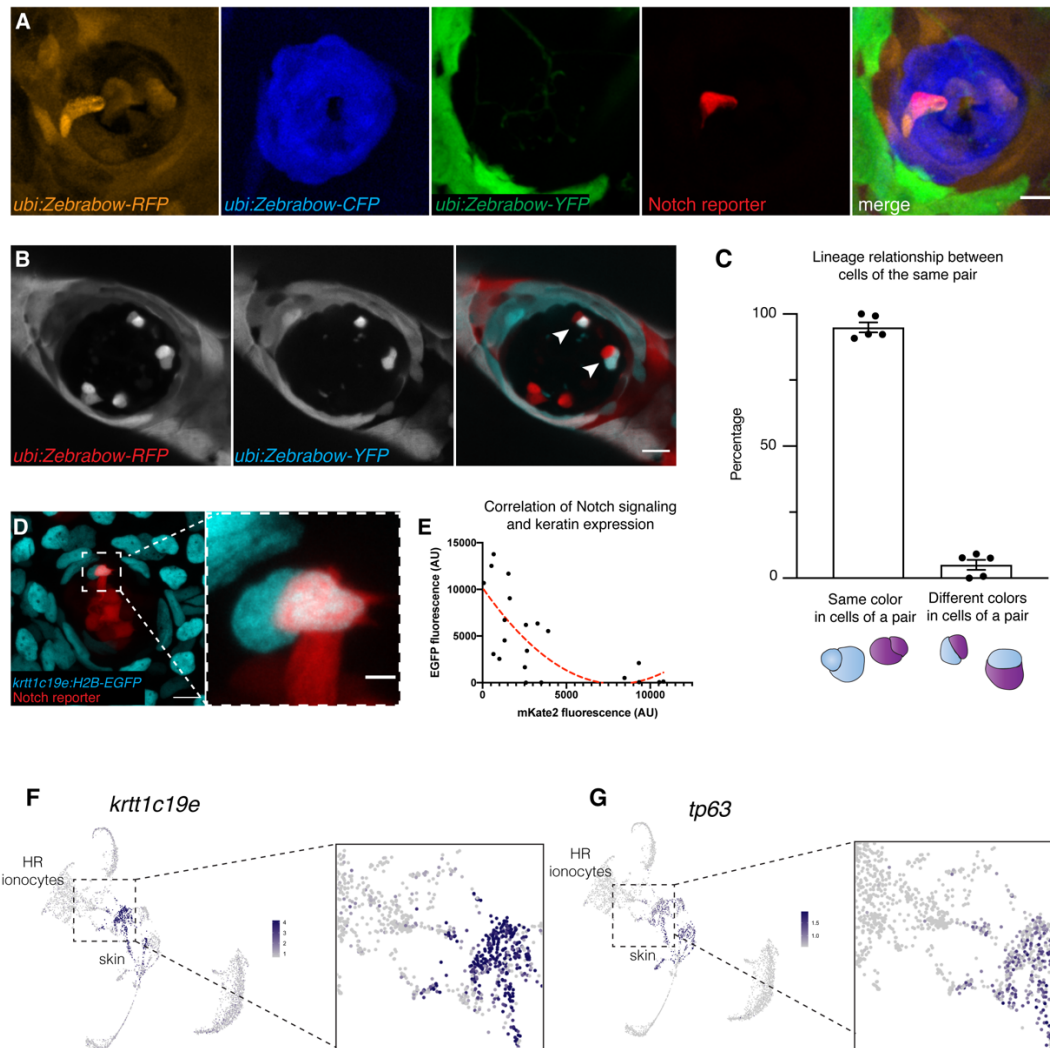 A
ubi:Zebrabow-RFP
ubi:Zebrabow-CFP
ubi:Zebrabow-YFP
Notch reporter
merge
B
ubi:Zebrabow-RFP
ubi:Zebrabow-YFP
C
Lineage relationship between
cells of the same pair
100
50
0
Percentage
Same color
in cells of a pair
Different colors
in cells of a pair
D
krtt1c19e:H2B-EGFP
Notch reporter
E
Correlation of Notch signaling
and keratin expression
15000
10000
5000
0
EGFP fluorescence (AU)
0
5000
10000
mKate2 fluorescence (AU)
F
krtt1c19e
HR
ionocytes
skin
4
3
2
1
G
tp63
HR
ionocytes
skin
1.5
1.0